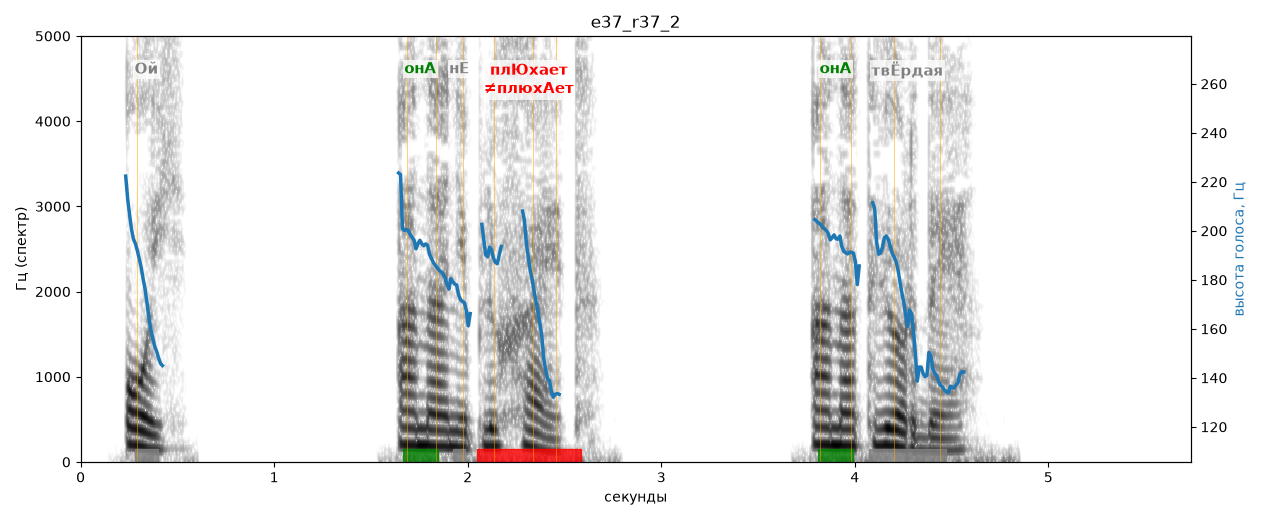 e37_r37_2
5000
4000
3000
2000
1000
0
Гц (спектр)
Ой
онА
нЕ
плЮхает
≠плюхАет
онА
твЁрдая
260
240
220
200
180
160
140
120
высота голоса, Гц
0 1 2 3 4 5
секунды